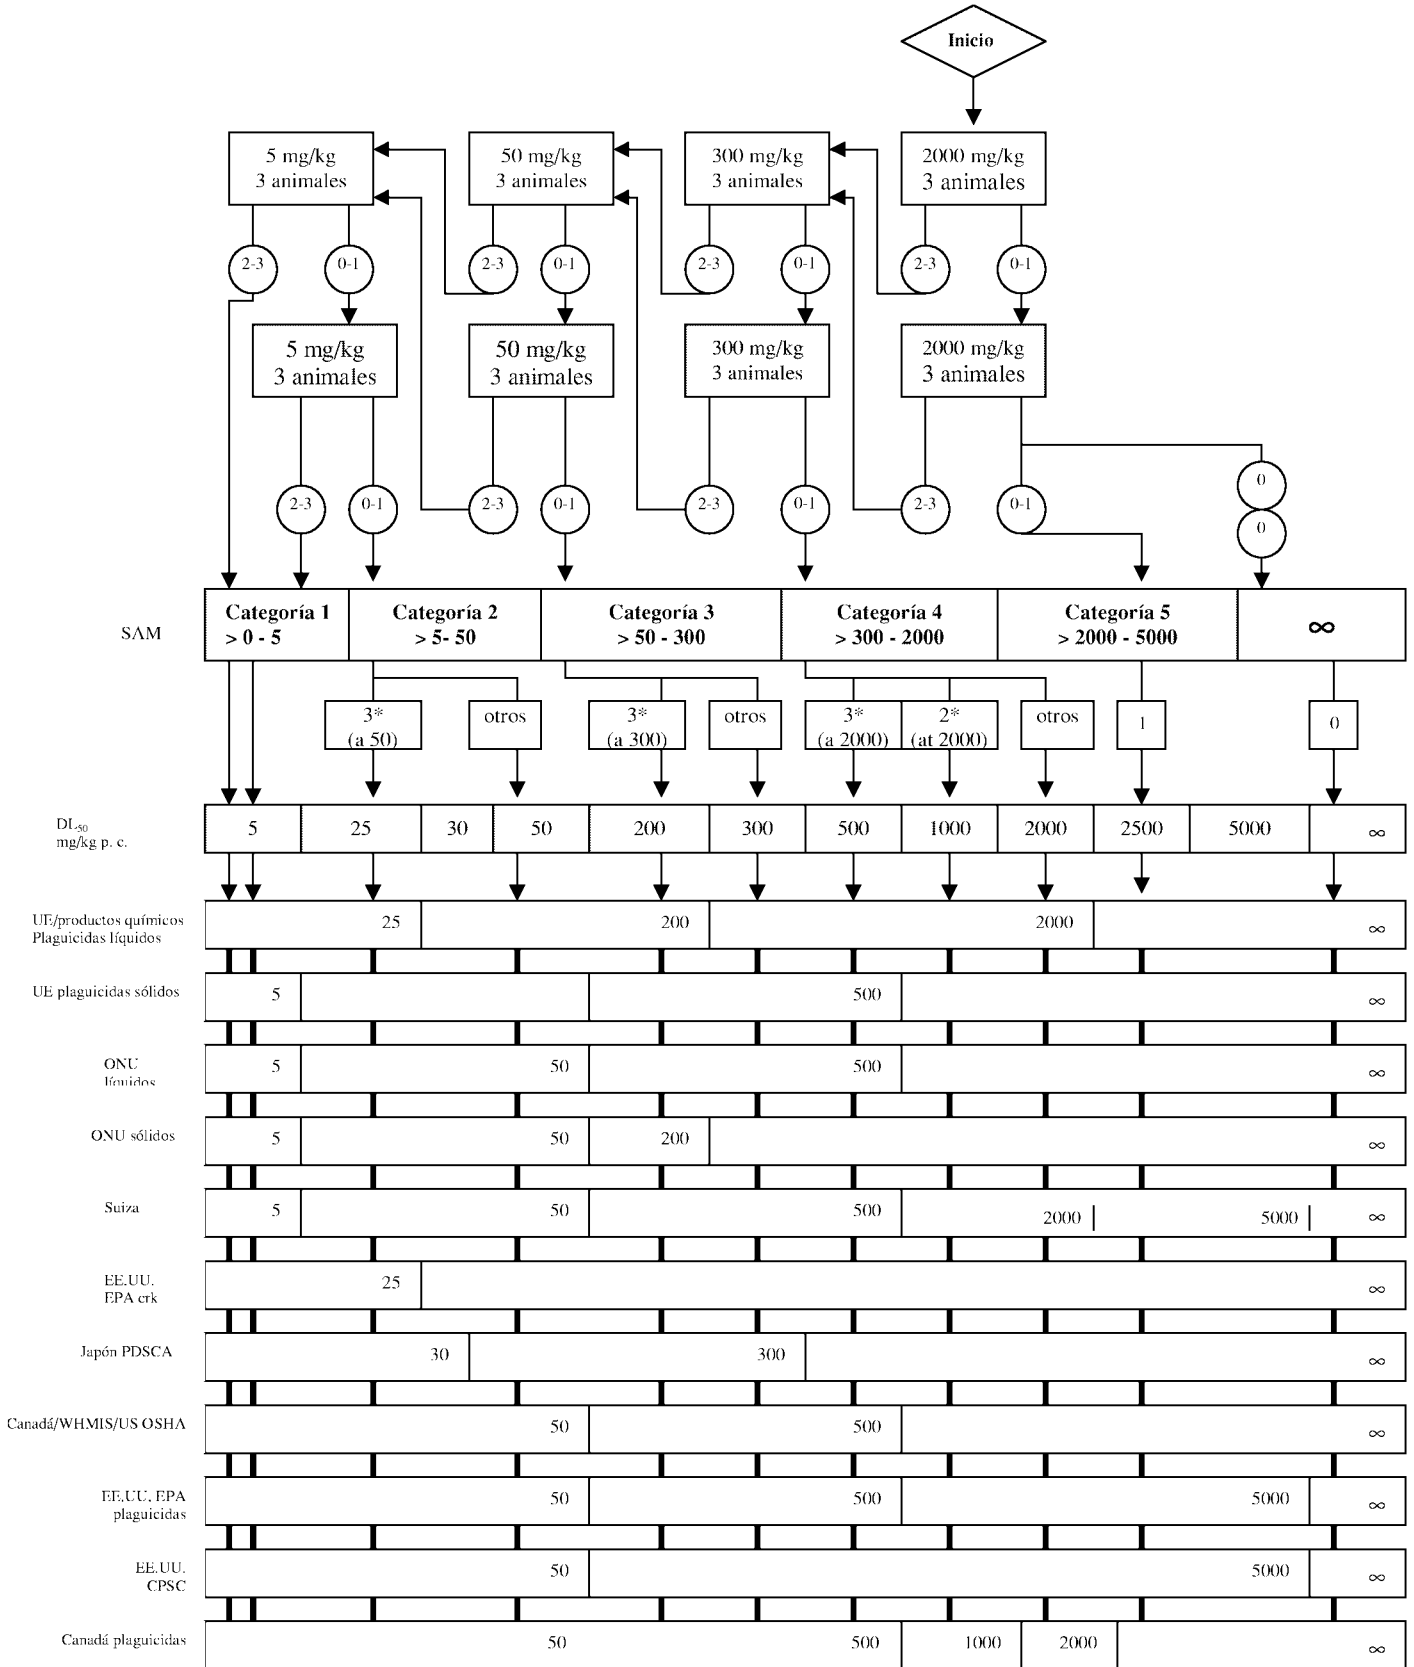 Inicio
5 mg/kg
3 animales
50 mg/kg
3 animales
300 mg/kg
3 animales
2000 mg/kg
3 animales
2-3
0-1
2-3
0-1
2-3
0-1
2-3
0-1
5 mg/kg
3 animales
50 mg/kg
3 animales
300 mg/kg
3 animales
2000 mg/kg
3 animales
2-3
0-1
2-3
0-1
2-3
0-1
2-3
0-1
0
0
SAM
Categoría 1
> 0 - 5
Categoría 2
> 5- 50
Categoría 3
> 50 - 300
Categoría 4
> 300 - 2000
Categoría 5
> 2000 - 5000
∞
3*
(a 50)
otros
3*
(a 300)
otros
3*
(a 2000)
2*
(at 2000)
otros
1
0
DL50
mg/kg p. c.
5
25
30
50
200
300
500
1000
2000
2500
5000
∞
UE/productos químicos
Plaguicidas líquidos
25
200
2000
∞
UE plaguicidas sólidos
5
500
∞
ONU
líquidos
5
50
500
∞
ONU sólidos
5
50
200
∞
Suiza
5
50
500
2000
5000
∞
EE.UU.
EPA crk
25
∞
Japón PDSCA
30
300
∞
Canadá/WHMIS/US OSHA
50
500
∞
EE.UU. EPA
plaguicidas
50
500
5000
∞
EE.UU.
CPSC
50
5000
∞
Canadá plaguicidas
50
500
1000
2000
∞